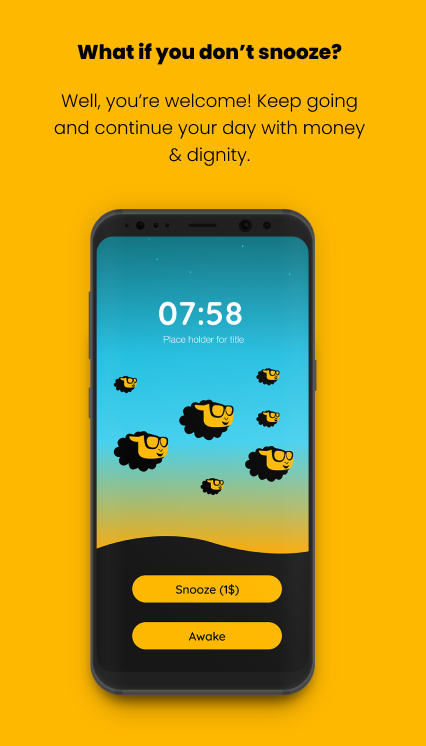 What if you don’t snooze?
Well, you’re welcome! Keep going
and continue your day with money
& dignity.
07:58
Place holder for title
Snooze (1$)
Awake